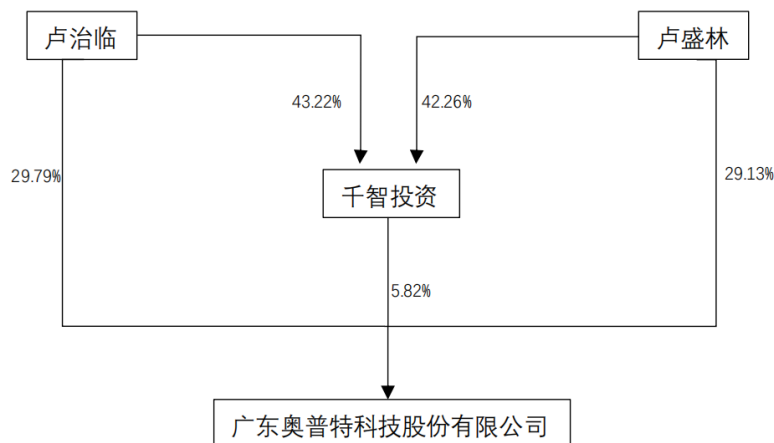 卢治临
卢盛林
43.22%
42.26%
29.79%
29.13%
千智投资
5.82%
广东奥普特科技股份有限公司